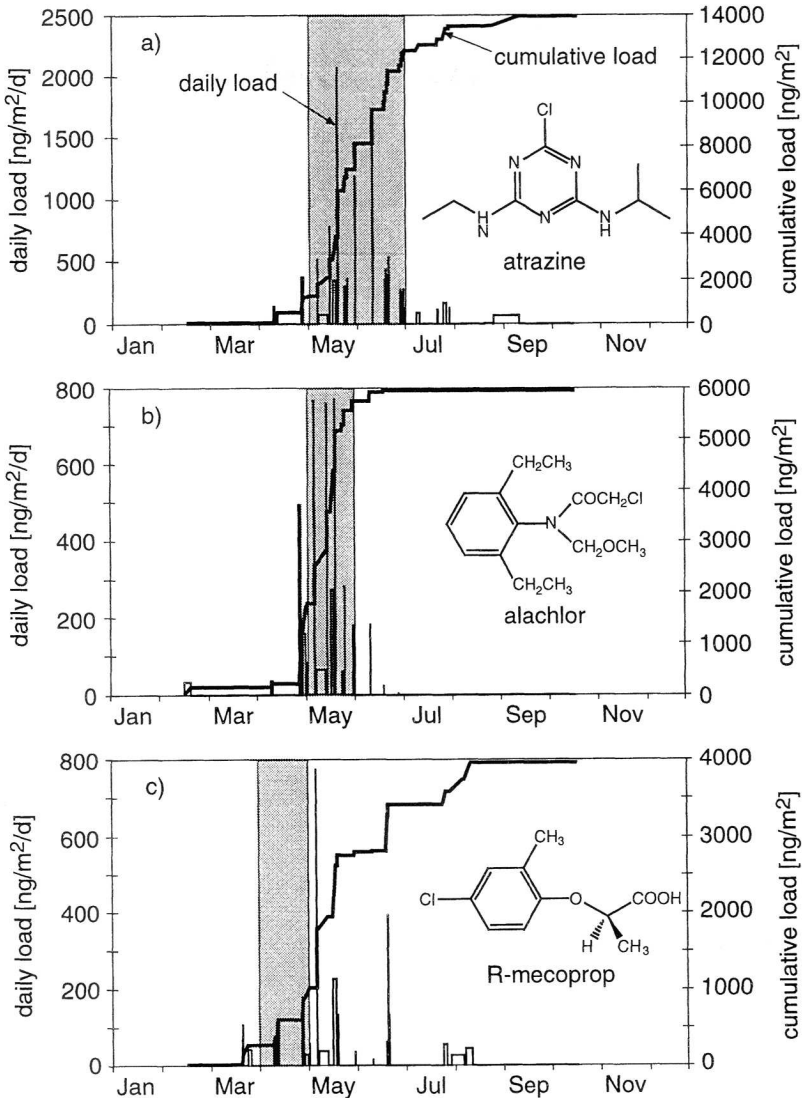 a)
daily load [ng/m²/d]
2500
2000
1500
1000
500
0
cumulative load [ng/m²]
14000
12000
10000
8000
6000
4000
2000
0
daily load
cumulative load
Cl
N N
N
N N
H H
N
atrazine
Jan Mar May Jul Sep Nov
b)
daily load [ng/m²/d]
800
600
400
200
0
cumulative load [ng/m²]
6000
5000
4000
3000
2000
1000
0
CH₂CH₃
COCH₂Cl
N
CH₂OCH₃
CH₂CH₃
alachlor
Jan Mar May Jul Sep Nov
c)
daily load [ng/m²/d]
800
600
400
200
0
cumulative load [ng/m²]
4000
3000
2000
1000
0
CH₃
Cl O COOH
H CH₃
R-mecoprop
Jan Mar May Jul Sep Nov